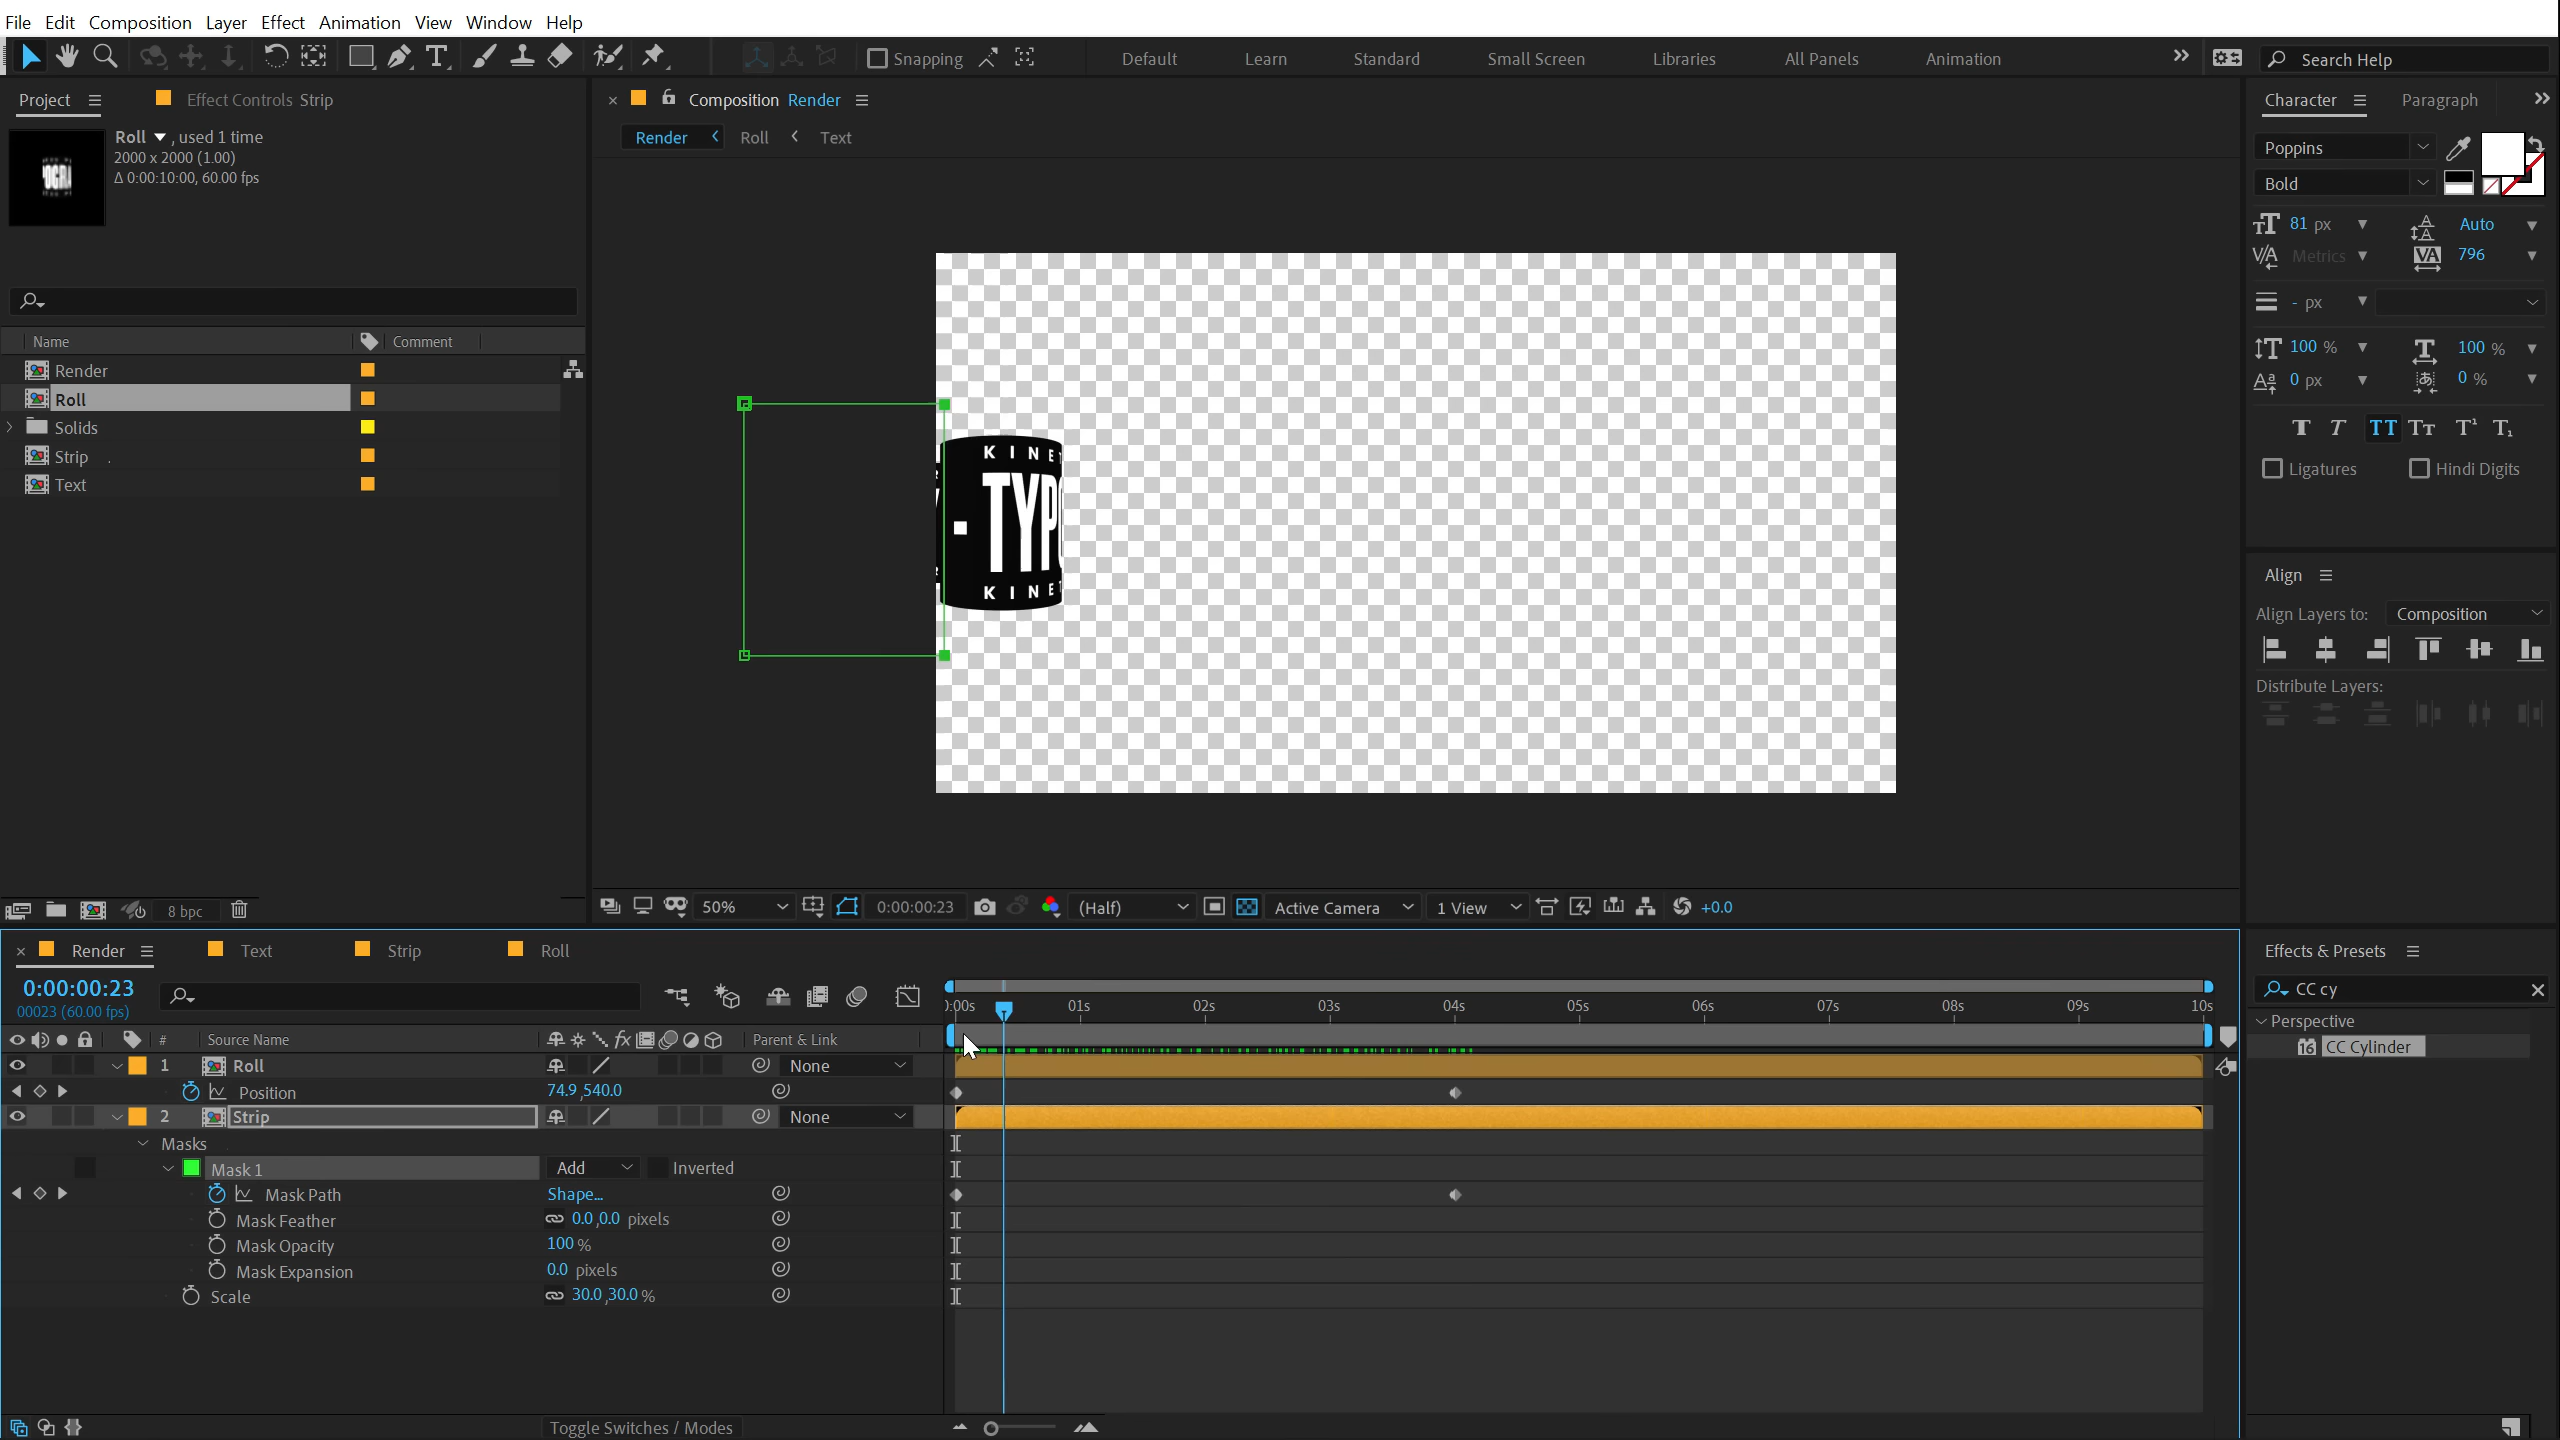 File Edit Composition Layer Effect Animation View Window Help
Snapping Default Learn Standard Small Screen Libraries All Panels Animation Search Help
Project Effect Controls Strip
Roll , used 1 time
2000 x 2000 (1.00)
Δ 0:00:10:00, 60.00 fps
Name Comment
Render
Roll
Solids
Strip
Text
8 bpc
Composition Render
Render Roll Text
KINET
- TYPO
KINET
50% 0:00:00:23 (Half) Active Camera 1 View +0.0
Character Paragraph
Poppins
Bold
81 px Auto
Metrics 796
- px
100 % 100 %
0 px 0 %
Ligatures Hindi Digits
Align
Align Layers to: Composition
Distribute Layers:
Effects & Presets
CC cy
Perspective
CC Cylinder
Render Text Strip Roll
0:00:00:23
00023 (60.00 fps)
# Source Name Parent & Link
):00s 01s 02s 03s 04s 05s 06s 07s 08s 09s 10s
1 Roll None
Position 74.9,540.0
2 Strip None
Masks
Mask 1 Add Inverted
Mask Path Shape...
Mask Feather 0.0,0.0 pixels
Mask Opacity 100 %
Mask Expansion 0.0 pixels
Scale 30.0,30.0 %
Toggle Switches / Modes